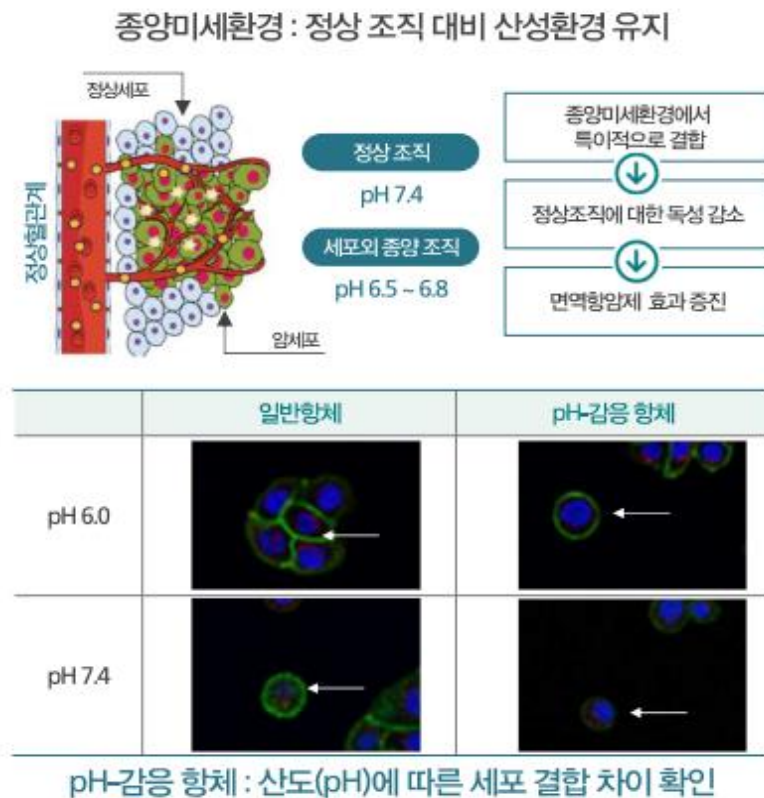 종양미세환경 : 정상 조직 대비 산성환경 유지
정상세포
정상혈관계
암세포
정상 조직
pH 7.4
세포외 종양 조직
pH 6.5 ~ 6.8
종양미세환경에서
특이적으로 결합
정상조직에 대한 독성 감소
면역항암제 효과 증진
일반항체
pH-감응 항체
pH 6.0
pH 7.4
pH-감응 항체 : 산도(pH)에 따른 세포 결합 차이 확인